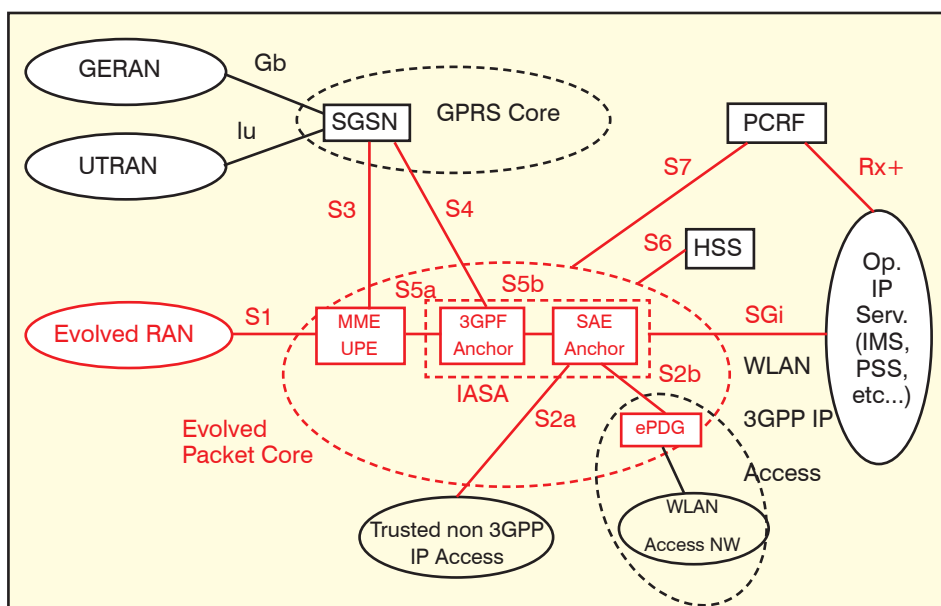 GERAN
Gb
SGSN
GPRS Core
PCRF
Iu
UTRAN
S7
Rx+
S3
S4
S6
HSS
Op.
IP
Serv.
(IMS,
PSS,
etc...)
S5a
S5b
Evolved RAN
S1
MME
UPE
3GPF
Anchor
SAE
Anchor
SGi
IASA
S2a
S2b
WLAN
3GPP IP
Access
Evolved
Packet Core
ePDG
Trusted non 3GPP
IP Access
WLAN
Access NW